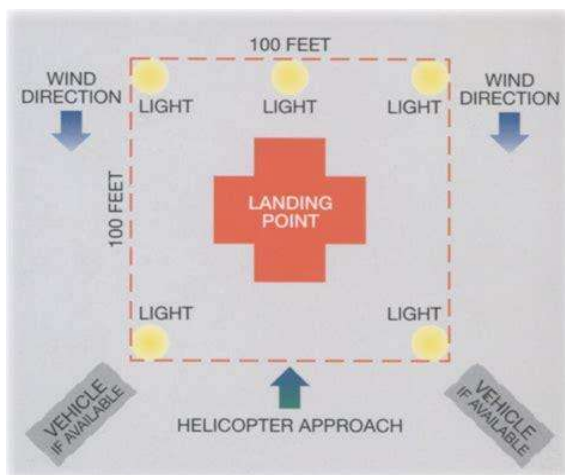 100 FEET
WIND
DIRECTION
WIND
DIRECTION
LIGHT
LIGHT
LIGHT
100 FEET
LANDING
POINT
LIGHT
LIGHT
VEHICLE
IF AVAILABLE
HELICOPTER APPROACH
VEHICLE
IF AVAILABLE